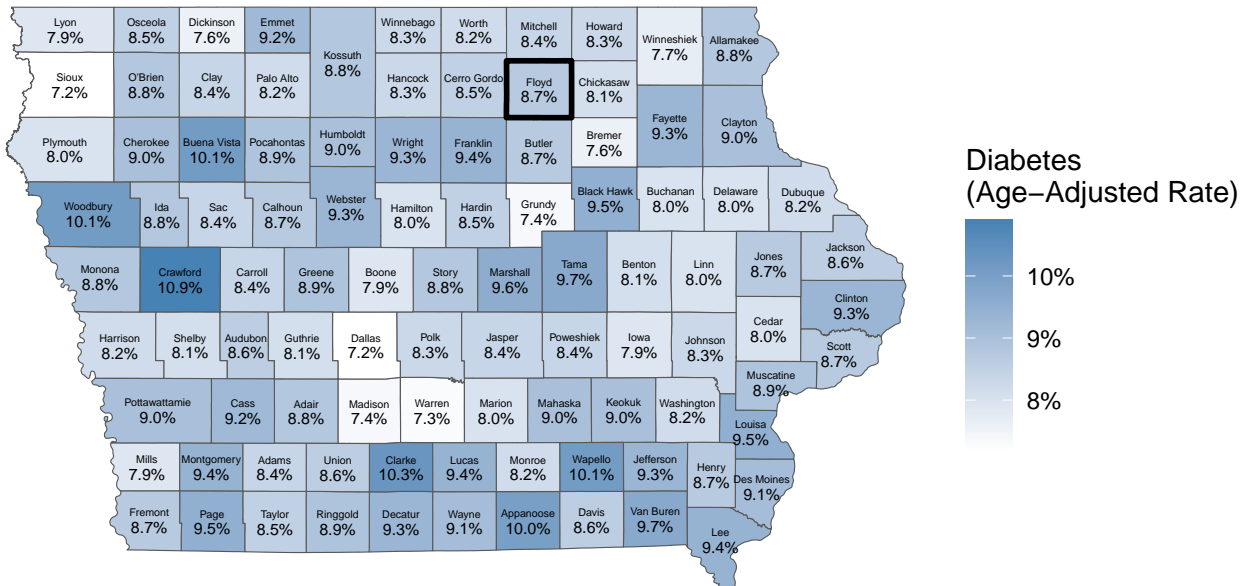 Lyon
7.9%
Osceola
8.5%
Dickinson
7.6%
Emmet
9.2%
Winnebago
8.3%
Worth
8.2%
Mitchell
8.4%
Howard
8.3%
Winneshiek
7.7%
Allamakee
8.8%
Kossuth
8.8%
Sioux
7.2%
O'Brien
8.8%
Clay
8.4%
Palo Alto
8.2%
Hancock
8.3%
Cerro Gordo
8.5%
Floyd
8.7%
Chickasaw
8.1%
Fayette
9.3%
Clayton
9.0%
Plymouth
8.0%
Cherokee
9.0%
Buena Vista
10.1%
Pocahontas
8.9%
Humboldt
9.0%
Wright
9.3%
Franklin
9.4%
Butler
8.7%
Bremer
7.6%
Woodbury
10.1%
Ida
8.8%
Sac
8.4%
Calhoun
8.7%
Webster
9.3%
Hamilton
8.0%
Hardin
8.5%
Grundy
7.4%
Black Hawk
9.5%
Buchanan
8.0%
Delaware
8.0%
Dubuque
8.2%
Monona
8.8%
Crawford
10.9%
Carroll
8.4%
Greene
8.9%
Boone
7.9%
Story
8.8%
Marshall
9.6%
Tama
9.7%
Benton
8.1%
Linn
8.0%
Jones
8.7%
Jackson
8.6%
Clinton
9.3%
Harrison
8.2%
Shelby
8.1%
Audubon
8.6%
Guthrie
8.1%
Dallas
7.2%
Polk
8.3%
Jasper
8.4%
Poweshiek
8.4%
Iowa
7.9%
Johnson
8.3%
Cedar
8.0%
Scott
8.7%
Muscatine
8.9%
Pottawattamie
9.0%
Cass
9.2%
Adair
8.8%
Madison
7.4%
Warren
7.3%
Marion
8.0%
Mahaska
9.0%
Keokuk
9.0%
Washington
8.2%
Louisa
9.5%
Mills
7.9%
Montgomery
9.4%
Adams
8.4%
Union
8.6%
Clarke
10.3%
Lucas
9.4%
Monroe
8.2%
Wapello
10.1%
Jefferson
9.3%
Henry
8.7%
Des Moines
9.1%
Fremont
8.7%
Page
9.5%
Taylor
8.5%
Ringgold
8.9%
Decatur
9.3%
Wayne
9.1%
Appanoose
10.0%
Davis
8.6%
Van Buren
9.7%
Lee
9.4%
Diabetes
(Age−Adjusted Rate)
10%
9%
8%